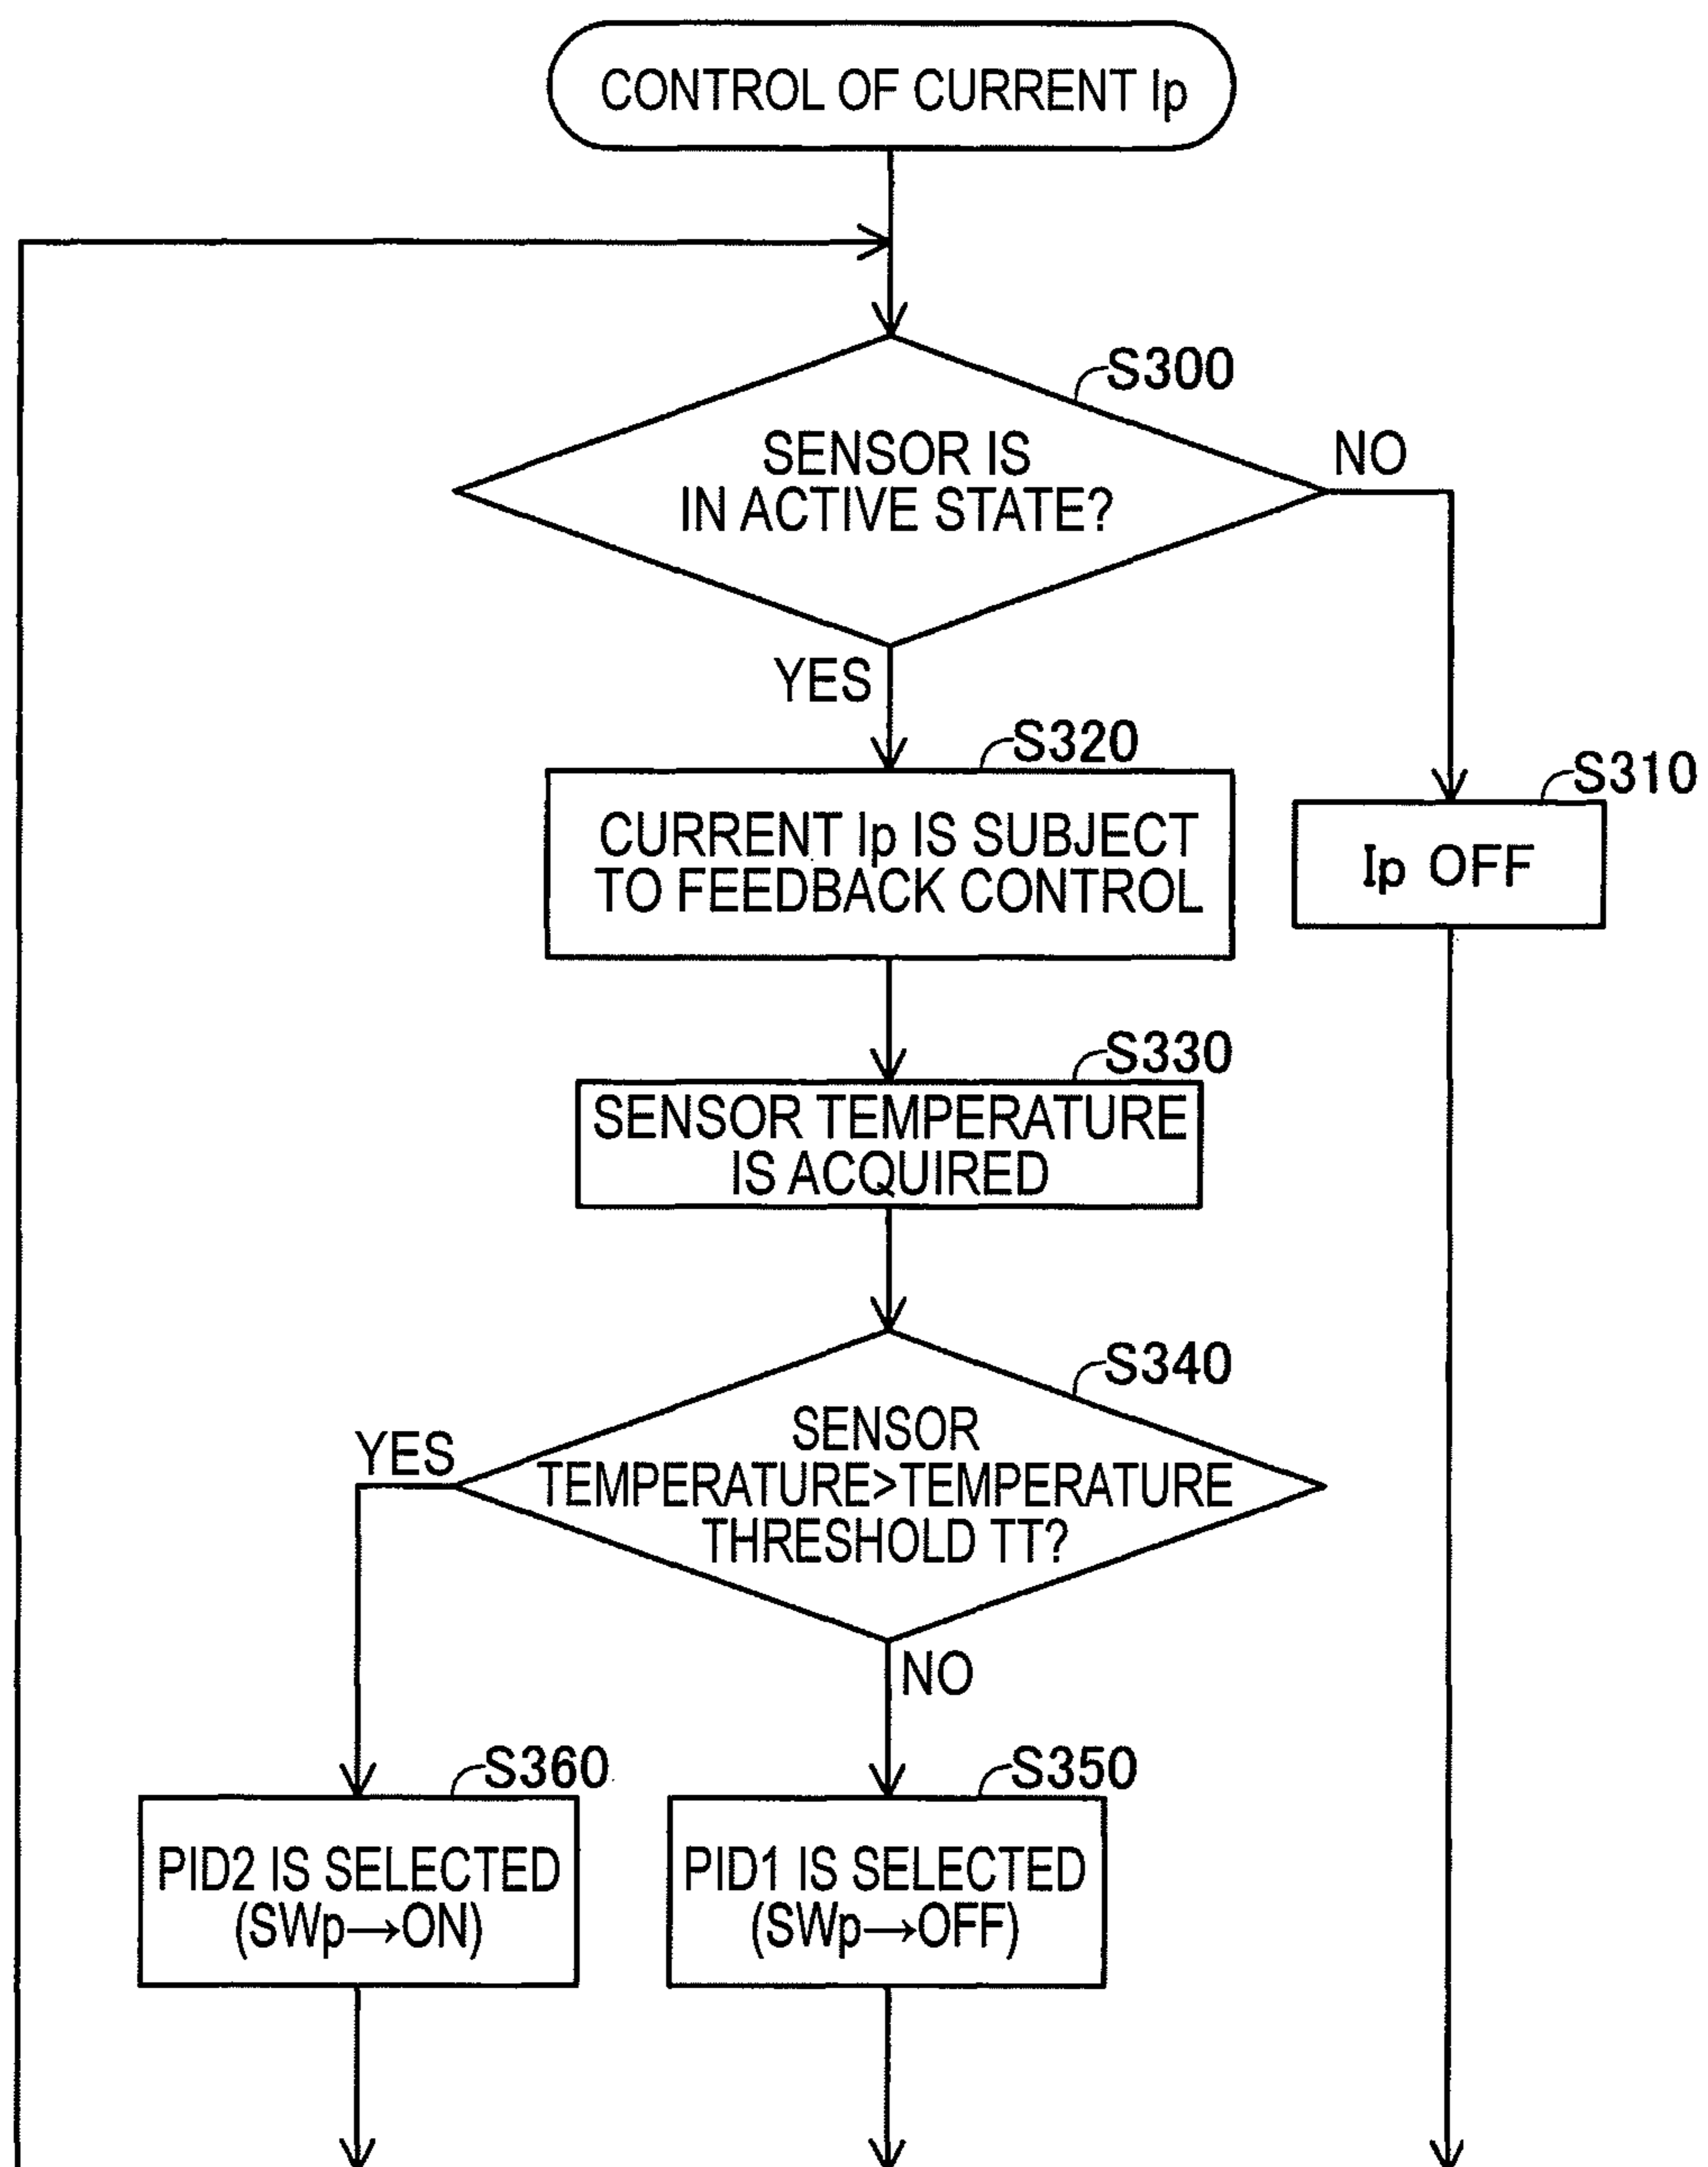 CONTROL OF CURRENT Ip
S300
SENSOR IS
IN ACTIVE STATE?
NO
YES
S320
CURRENT Ip IS SUBJECT
TO FEEDBACK CONTROL
S310
Ip OFF
S330
SENSOR TEMPERATURE
IS ACQUIRED
S340
SENSOR
TEMPERATURE>TEMPERATURE
THRESHOLD TT?
YES
NO
S360
PID2 IS SELECTED
(SWp→ON)
S350
PID1 IS SELECTED
(SWp→OFF)